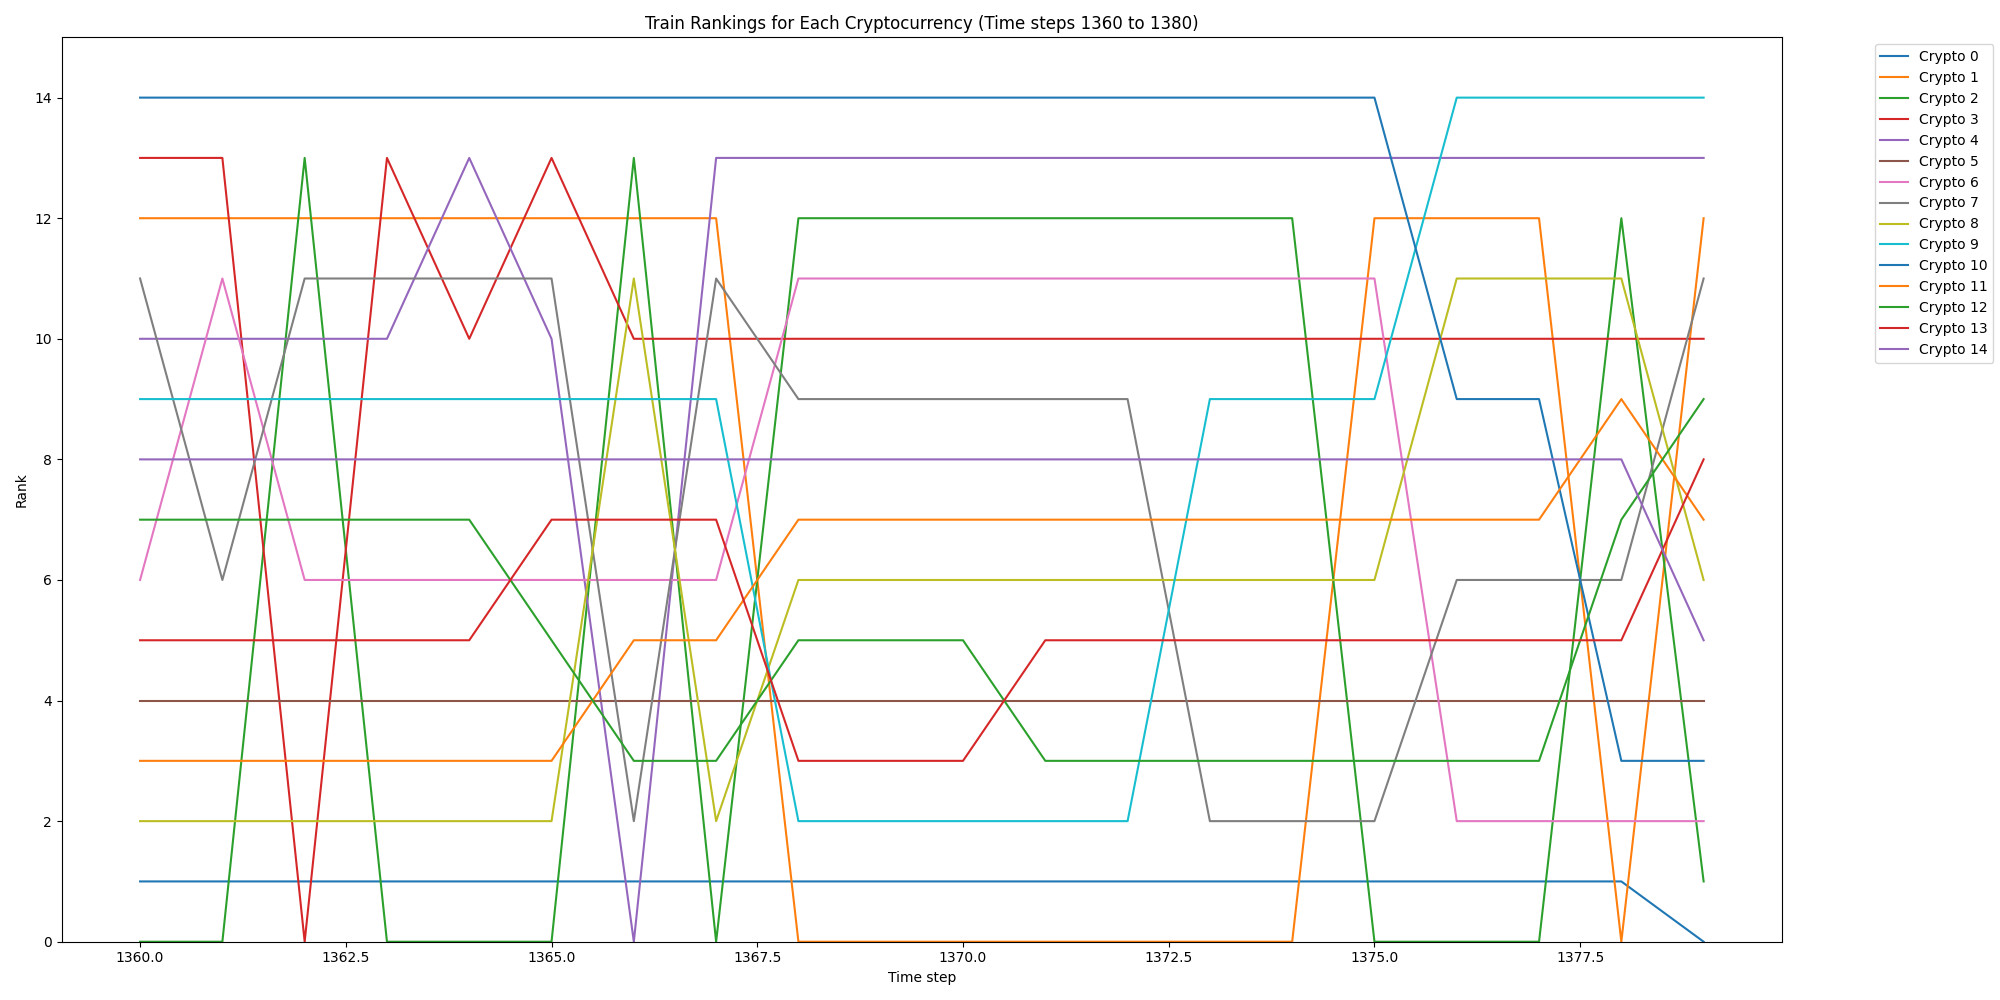 Train Rankings for Each Cryptocurrency (Time steps 1360 to 1380)
Rank
14
12
10
8
6
4
2
0
1360.0 1362.5 1365.0 1367.5 1370.0 1372.5 1375.0 1377.5
Time step
Crypto 0
Crypto 1
Crypto 2
Crypto 3
Crypto 4
Crypto 5
Crypto 6
Crypto 7
Crypto 8
Crypto 9
Crypto 10
Crypto 11
Crypto 12
Crypto 13
Crypto 14